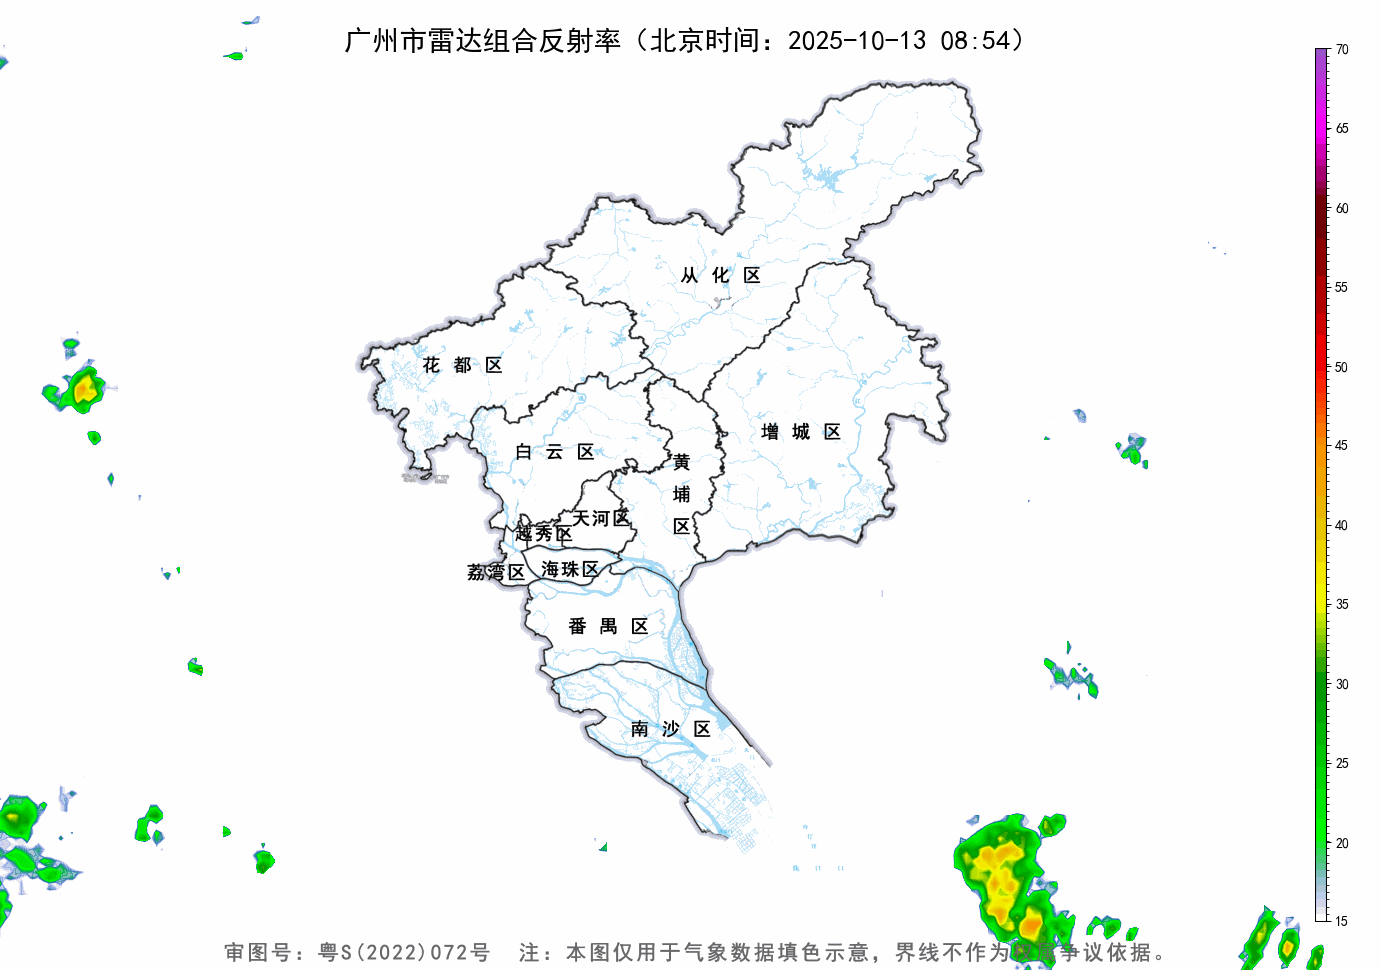 广州市雷达组合反射率（北京时间：2025-10-13 08:54）
70
65
60
55
50
45
40
35
30
25
20
15
从化区
花都区
增城区
白云区
黄埔区
天河区
越秀区
荔湾区
海珠区
番禺区
南沙区
审图号：粤S(2022)072号 注：本图仅用于气象数据填色示意，界线不作为权属争议依据。